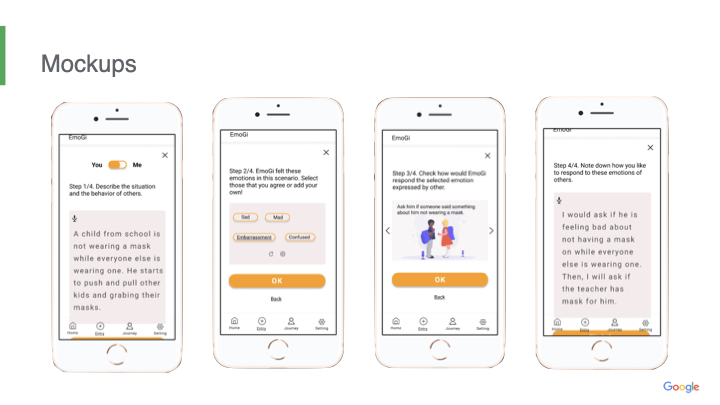 Mockups
EmoGi
×
You
Me
Step 1/4. Describe the situation
and the behavior of others.
A child from school is
not wearing a mask
while everyone else is
wearing one. He starts
to push and pull other
kids and grabing their
masks.
Home
Entry
Journey
Setting
EmoGi
×
Step 2/4. EmoGi felt these
emotions in this scenario. Select
those that you agree or add your
own!
Sad
Mad
Embarrasment
Confused
OK
Back
Home
Entry
Journey
Setting
EmoGi
×
Step 3/4. Check how would EmoGi
respond the selected emotion
expressed by other.
Ask him if someone said something
about him not wearing a mask.
OK
Back
Home
Entry
Journey
Setting
EmoGi
×
Step 4/4. Note down how you like
to respond to these emotions of
others.
I would ask if he is
feeling bad about
not having a mask
on while everyone
else is wearing one.
Then, I will ask if
the teacher has
mask for him.
Home
Entry
Journey
Setting
Google